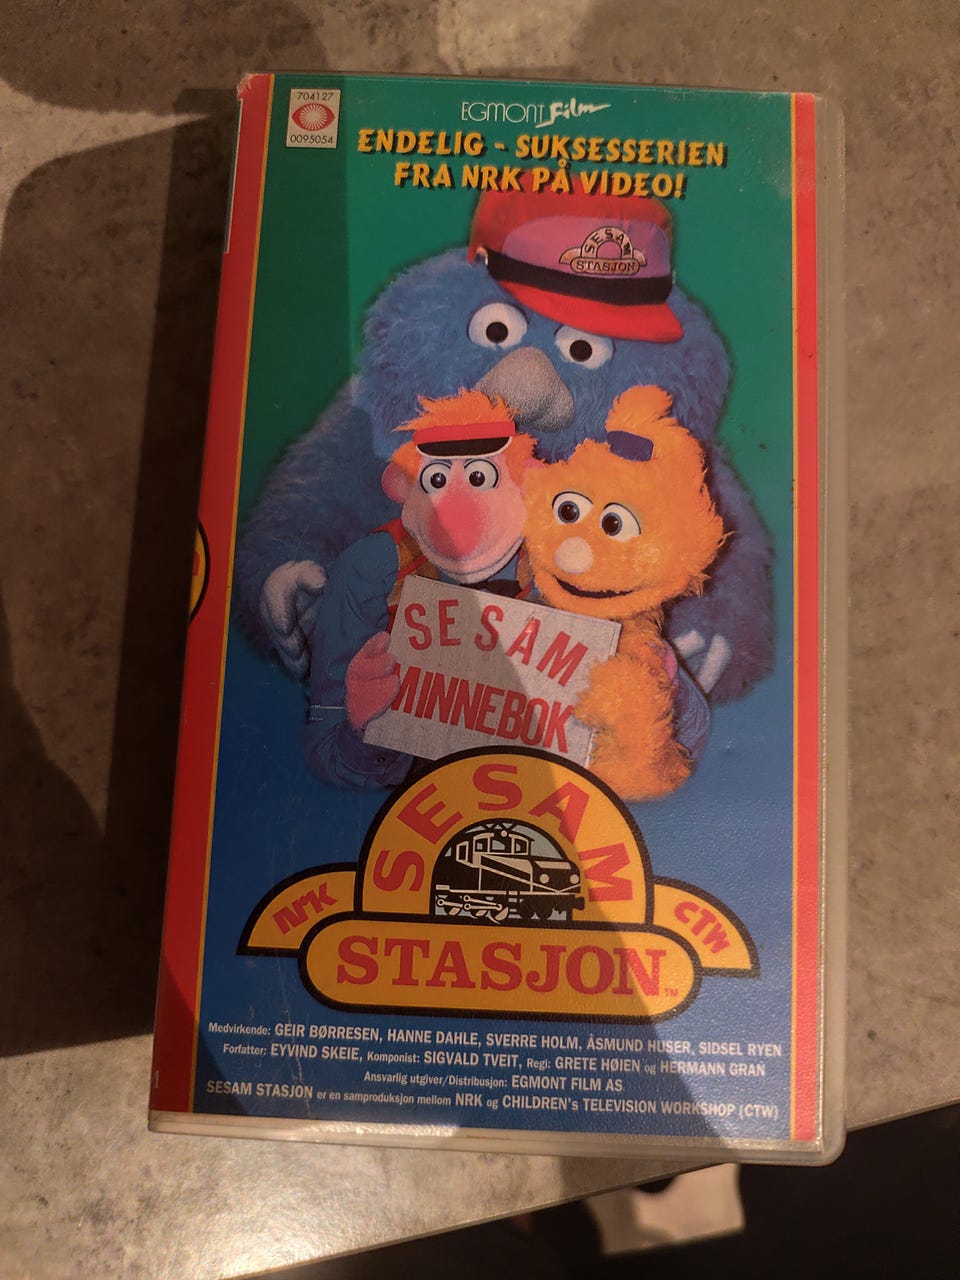 704127
0095054
EGMONT Film
ENDELIG - SUKSESSERIEN
FRA NRK PÅ VIDEO!
SESAM
STASJON
SESAM
MINNEBOK
SESAM
NRK
CTW
STASJON™
Medvirkende: GEIR BØRRESEN, HANNE DAHLE, SVERRE HOLM, ÅSMUND HUSER, SIDSEL RYEN
Forfatter: EYVIND SKEIE, Komponist: SIGVALD TVEIT, Regi: GRETE HØIEN og HERMANN GRAN
Ansvarlig utgiver/Distribusjon: EGMONT FILM AS
SESAM STASJON er en samproduksjon mellom NRK og CHILDREN's TELEVISION WORKSHOP (CTW)
1